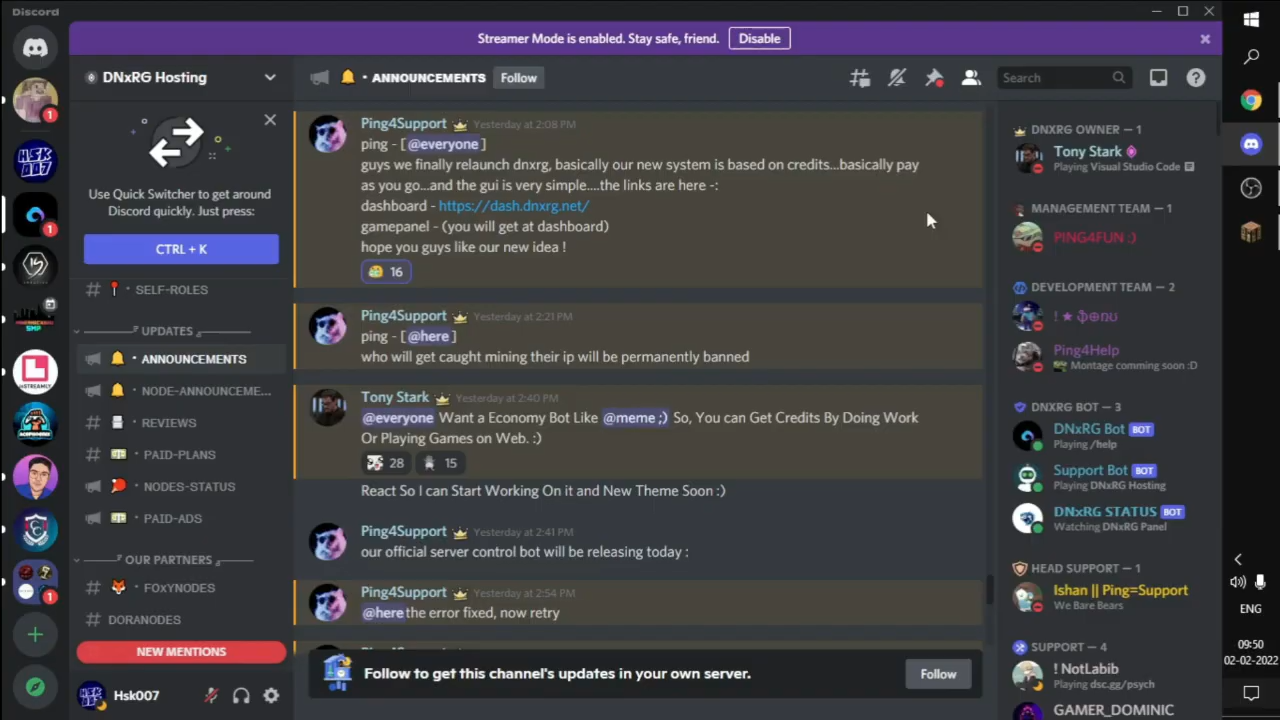 Discord
Streamer Mode is enabled. Stay safe, friend.
Disable
DNxRG Hosting
ANNOUNCEMENTS
Follow
Search
1
HSK
007
1
SMP
1
Use Quick Switcher to get around
Discord quickly. Just press:
CTRL + K
SELF-ROLES
UPDATES
ANNOUNCEMENTS
NODE-ANNOUNCEME...
REVIEWS
PAID-PLANS
NODES-STATUS
PAID-ADS
OUR PARTNERS
FOXYNODES
DORANODES
NEW MENTIONS
Hsk007
Ping4Support Yesterday at 2:08 PM
ping - [ @everyone ]
guys we finally relaunch dnxrg, basically our new system is based on credits...basically pay
as you go...and the gui is very simple....the links are here -:
dashboard - https://dash.dnxrg.net/
gamepanel - (you will get at dashboard)
hope you guys like our new idea !
16
Ping4Support Yesterday at 2:21 PM
ping - [ @here ]
who will get caught mining their ip will be permanently banned
Tony Stark Yesterday at 2:40 PM
@everyone Want a Economy Bot Like @meme ;) So, You can Get Credits By Doing Work
Or Playing Games on Web. :)
28 15
React So I can Start Working On it and New Theme Soon :)
Ping4Support Yesterday at 2:41 PM
our official server control bot will be releasing today :
Ping4Support Yesterday at 2:54 PM
@here the error fixed, now retry
Follow to get this channel's updates in your own server.
Follow
DNXRG OWNER — 1
Tony Stark
Playing Visual Studio Code
MANAGEMENT TEAM — 1
PING4FUN :)
DEVELOPMENT TEAM — 2
Ping4Help
Montage comming soon :D
DNXRG BOT — 3
DNxRG Bot BOT
Playing /help
Support Bot BOT
Playing DNxRG Hosting
DNxRG STATUS BOT
Watching DNxRG Panel
HEAD SUPPORT — 1
Ishan || Ping=Support
We Bare Bears
SUPPORT — 4
! NotLabib
Playing dsc.gg/psych
GAMER_DOMINIC
ENG
09:50
02-02-2022